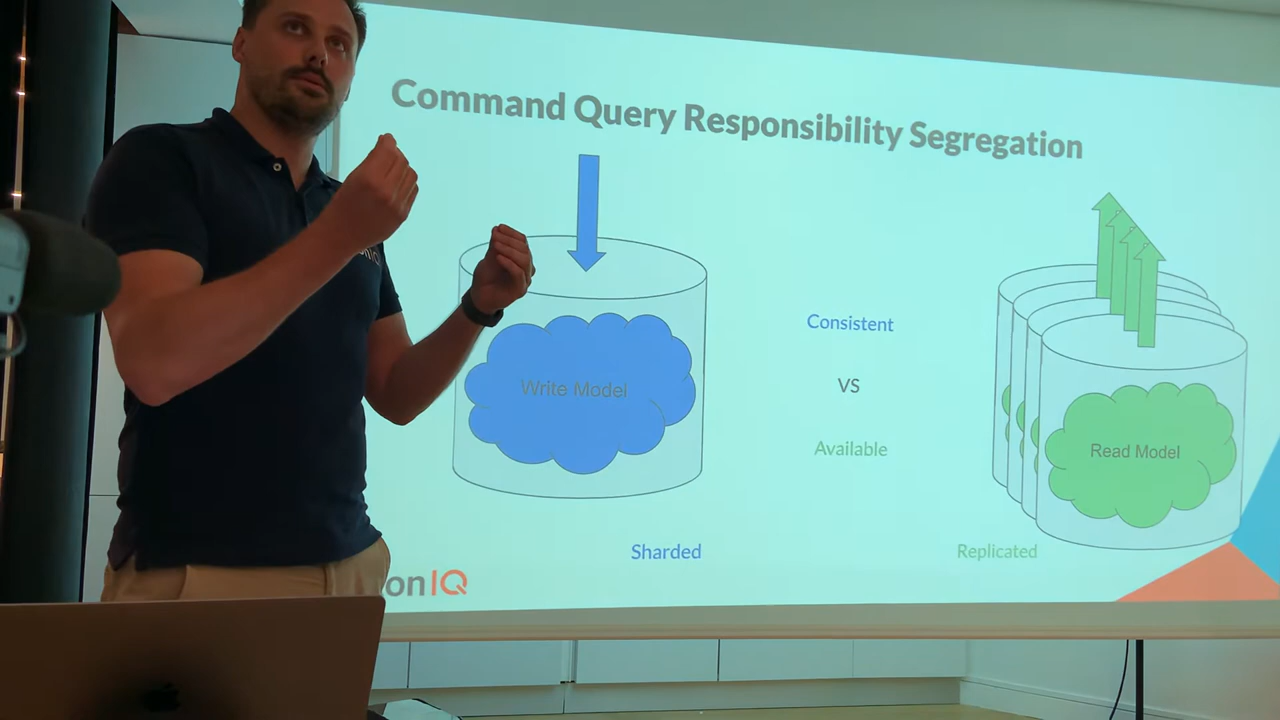 Command Query Responsibility Segregation
Write Model
Consistent
VS
Available
Read Model
Sharded
Replicated
onIQ